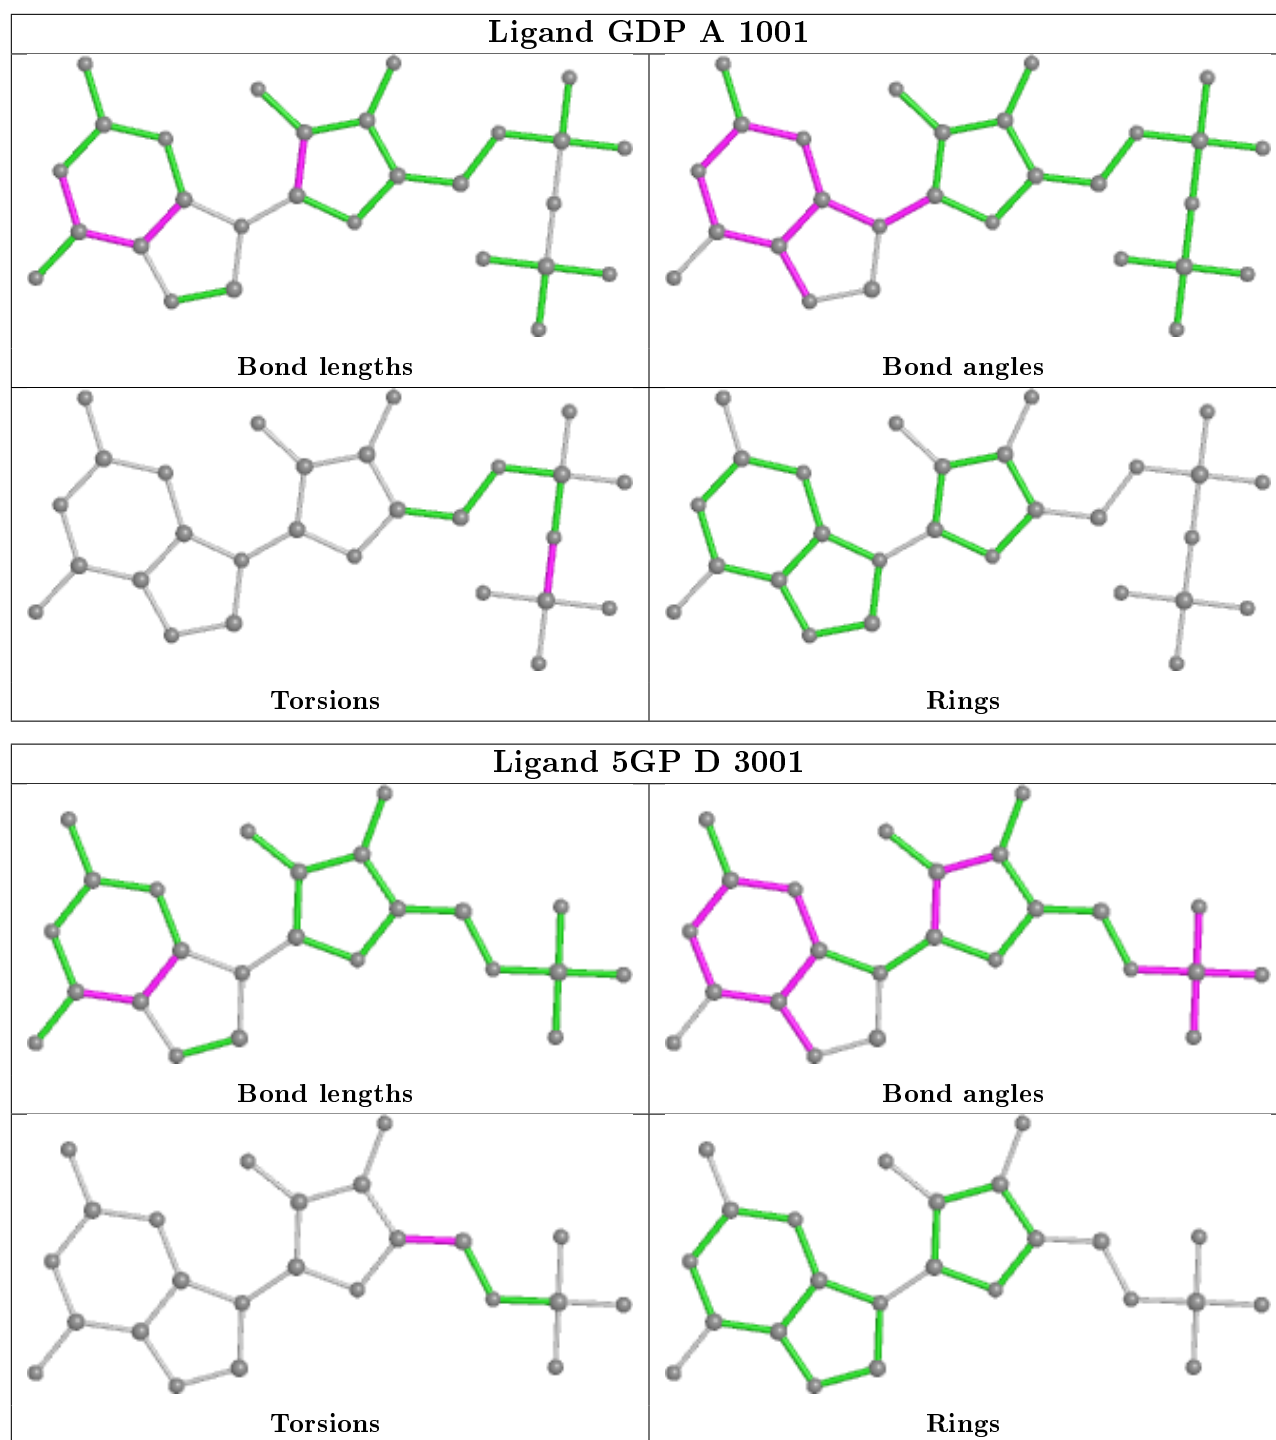 Ligand GDP A 1001
Bond lengths
Bond angles
Torsions
Rings
Ligand 5GP D 3001
Bond lengths
Bond angles
Torsions
Rings